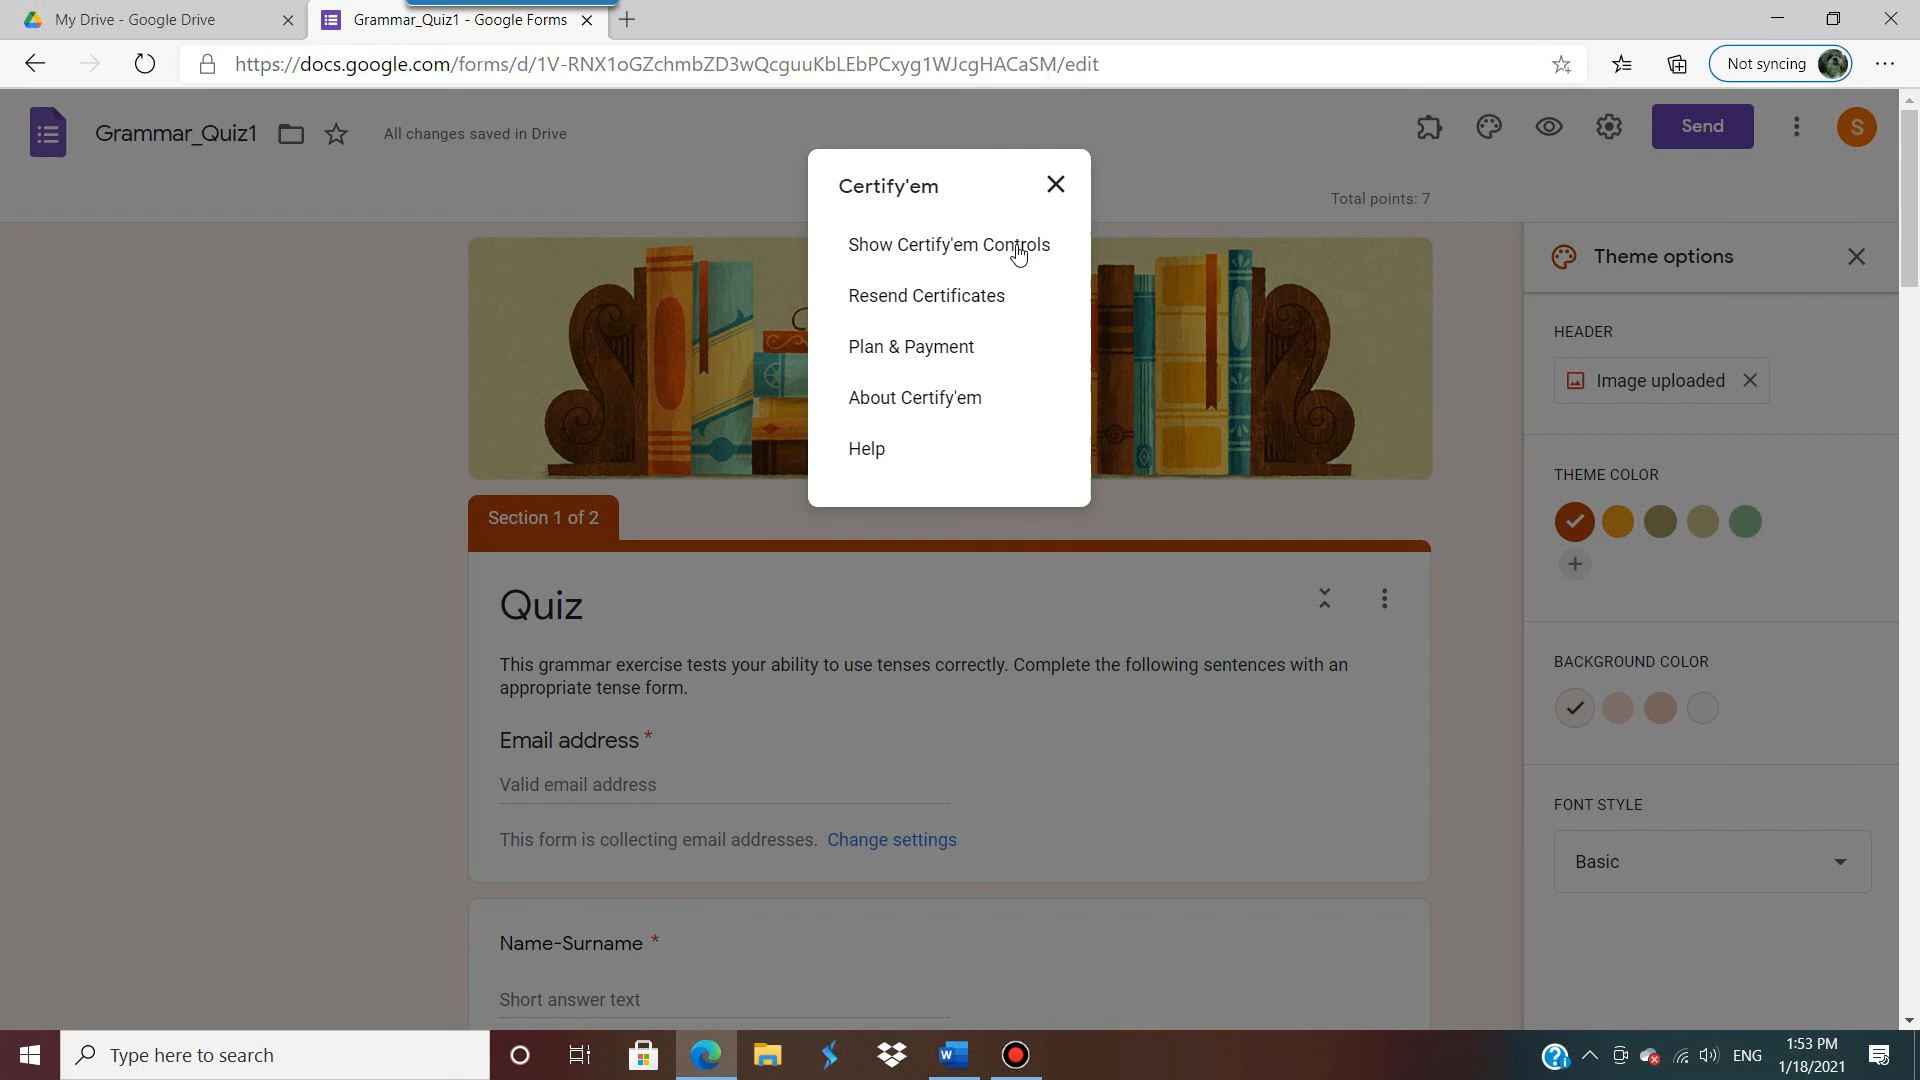 My Drive - Google Drive
Grammar_Quiz1 - Google Forms
https://docs.google.com/forms/d/1V-RNX1oGZchmbZD3wQcguuKbLEbPCxyg1WJcgHACaSM/edit
Not syncing
Grammar_Quiz1
All changes saved in Drive
Send
S
Total points: 7
Certify'em
Show Certify'em Controls
Resend Certificates
Plan & Payment
About Certify'em
Help
Theme options
HEADER
Image uploaded
THEME COLOR
BACKGROUND COLOR
FONT STYLE
Basic
Section 1 of 2
Quiz
This grammar exercise tests your ability to use tenses correctly. Complete the following sentences with an
appropriate tense form.
Email address *
Valid email address
This form is collecting email addresses. Change settings
Name-Surname *
Short answer text
Type here to search
ENG
1:53 PM
1/18/2021